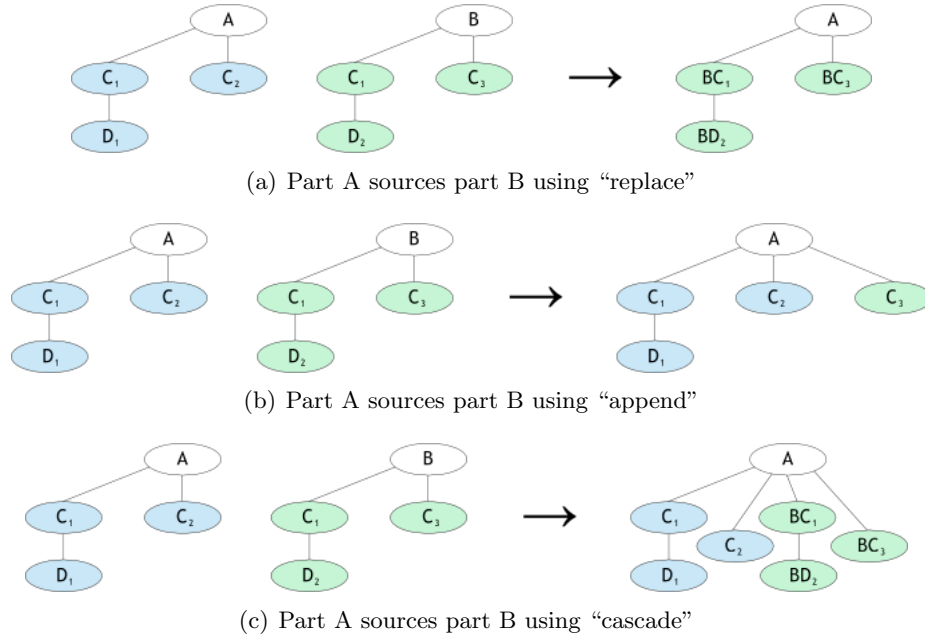 A B A
C₁ C₂ C₁ C₃ → BC₁ BC₃
D₁ D₂ BD₂
(a) Part A sources part B using “replace”
A B A
C₁ C₂ C₁ C₃ → C₁ C₂ C₃
D₁ D₂ D₁
(b) Part A sources part B using “append”
A B A
C₁ C₂ C₁ C₃ → C₁ BC₁
C₂ BC₃
D₁ D₂ D₁ BD₂
(c) Part A sources part B using “cascade”